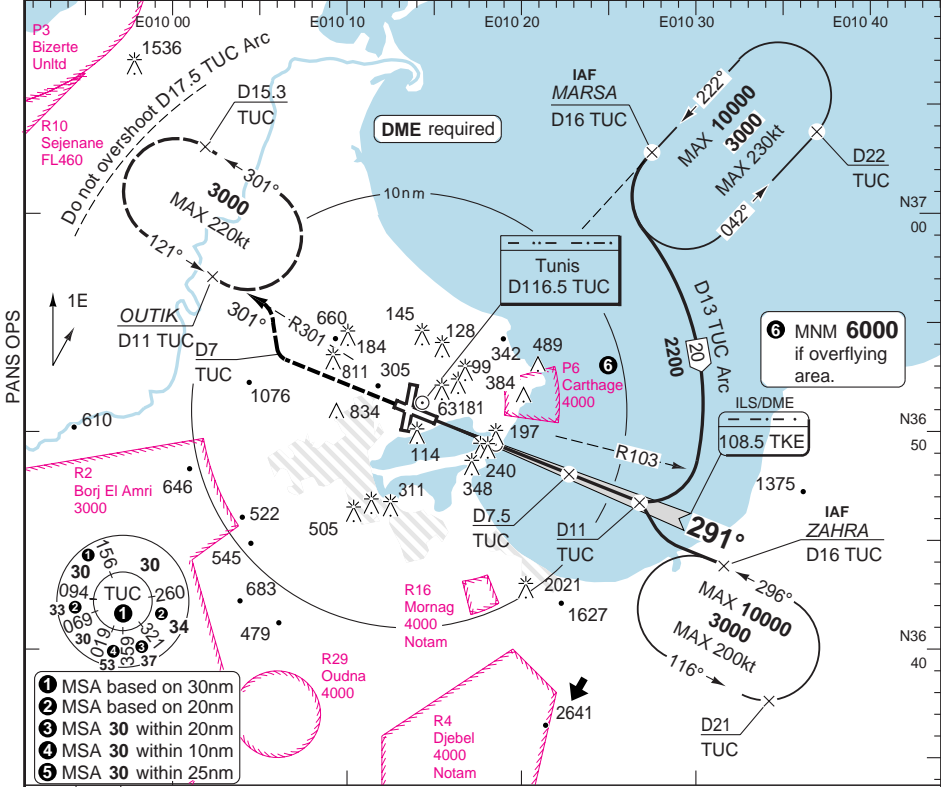 E010 00
E010 10
E010 20
E010 30
E010 40
P3
Bizerte
Unltd
1536
R10
Sejenane
FL460
Do not overshoot D17.5 TUC Arc
D15.3
TUC
DME required
IAF
MARSA
D16 TUC
222°
MAX 10000
3000
MAX 230kt
042°
D22
TUC
N37
00
301°
3000
MAX 220kt
121°
10nm
Tunis
D116.5 TUC
PANS OPS
1E
OUTIK
D11 TUC
301°
R301
D7
TUC
660
184
811
145
128
305
99
342
489
384
63
181
P6
Carthage
4000
6
D13 TUC Arc
20
2200
6 MNM 6000
if overflying
area.
1076
834
610
ILS/DME
108.5 TKE
N36
50
114
197
240
348
R103
R2
Borj El Amri
3000
646
311
505
522
545
D7.5
TUC
D11
TUC
291°
1375
IAF
ZAHRA
D16 TUC
296°
MAX 10000
3000
MAX 200kt
116°
D21
TUC
N36
40
683
479
R16
Mornag
4000
Notam
2021
1627
R29
Oudna
4000
R4
Djebel
4000
Notam
2641
1
156
30
30
094
TUC
260
33
2
1
2
069
34
30
019
359
321
4
3
53
37
1 MSA based on 30nm
2 MSA based on 20nm
3 MSA 30 within 20nm
4 MSA 30 within 10nm
5 MSA 30 within 25nm